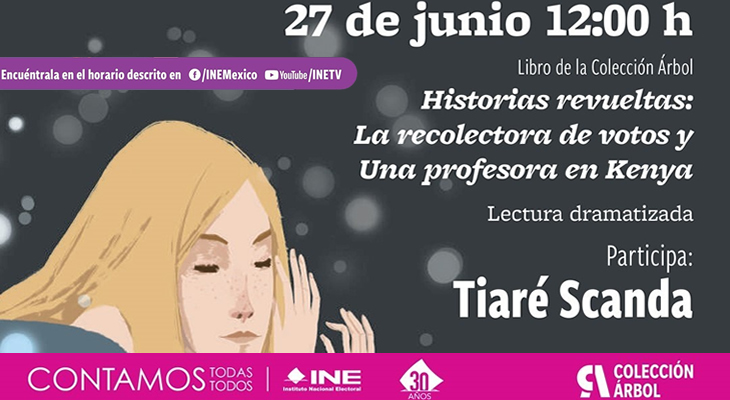 27 de junio 12:00 h
Encuéntrala en el horario descrito en /INEMexico YouTube/INETV
Libro de la Colección Árbol
Historias revueltas:
La recolectora de votos y
Una profesora en Kenya
Lectura dramatizada
Participa:
Tiaré Scanda
CONTAMOS TODAS
TODOS
INE
Instituto Nacional Electoral
30
AÑOS
COLECCIÓN
ÁRBOL